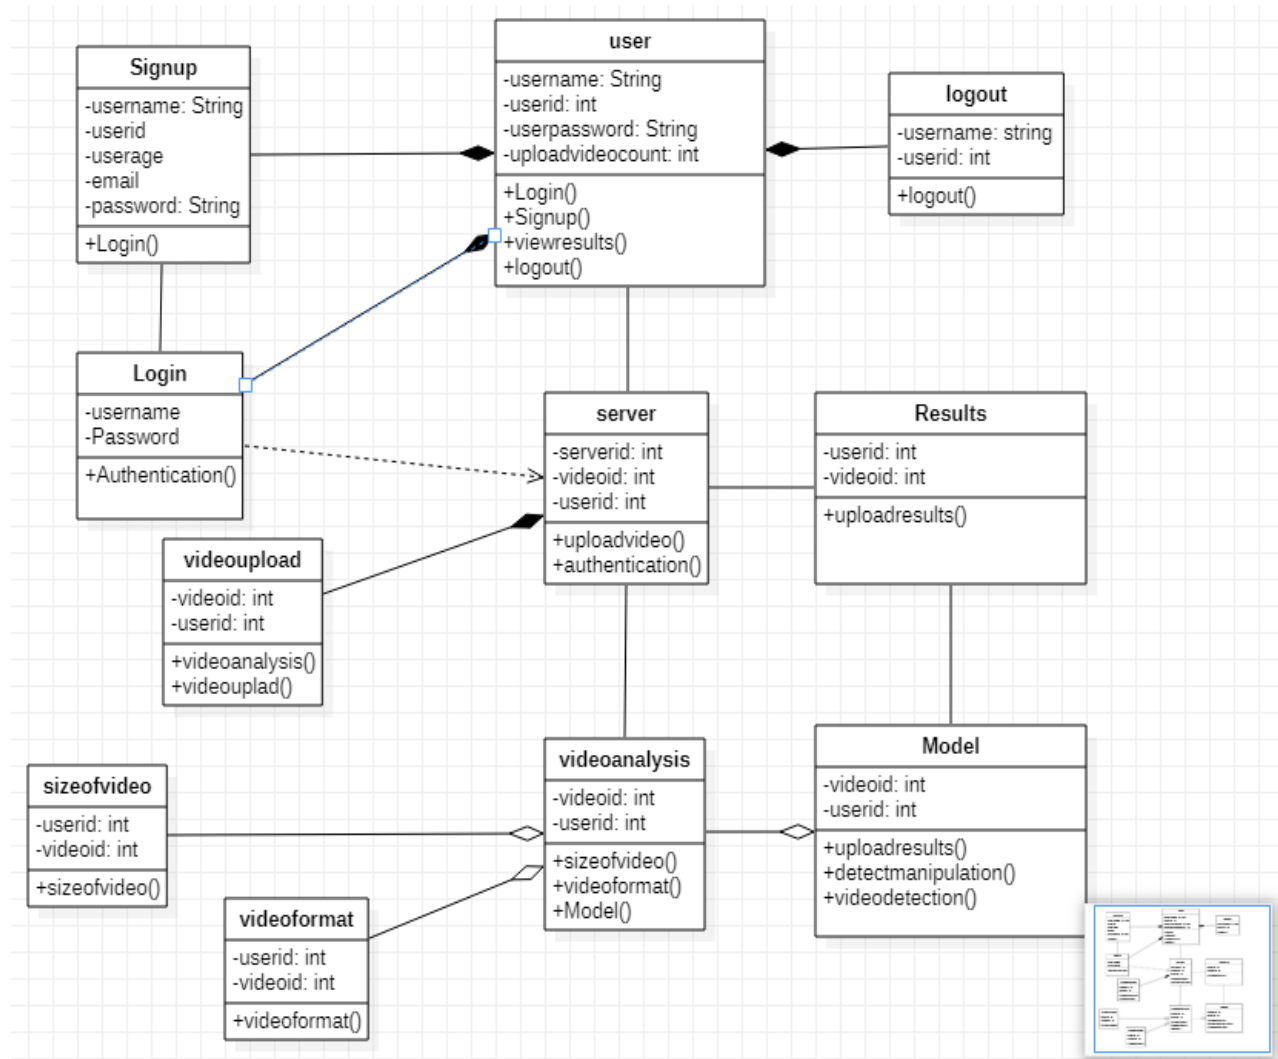 Signup
-username: String
-userid
-userage
-email
-password: String
+Login()
user
-username: String
-userid: int
-userpassword: String
-uploadvideocount: int
+Login()
+Signup()
+viewresults()
+logout()
logout
-username: string
-userid: int
+logout()
Login
-username
-Password
+Authentication()
server
-serverid: int
-videoid: int
-userid: int
+uploadvideo()
+authentication()
Results
-userid: int
-videoid: int
+uploadresults()
videoupload
-videoid: int
-userid: int
+videoanalysis()
+videouplad()
sizeofvideo
-userid: int
-videoid: int
+sizeofvideo()
videoanalysis
-videoid: int
-userid: int
+sizeofvideo()
+videoformat()
+Model()
Model
-videoid: int
-userid: int
+uploadresults()
+detectmanipulation()
+videodetection()
videoformat
-userid: int
-videoid: int
+videoformat()